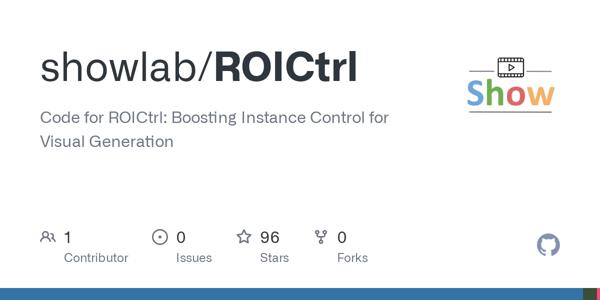 showlab/ROICtrl
Show
Code for ROICtrl: Boosting Instance Control for
Visual Generation
1 0 96 0
Contributor Issues Stars Forks